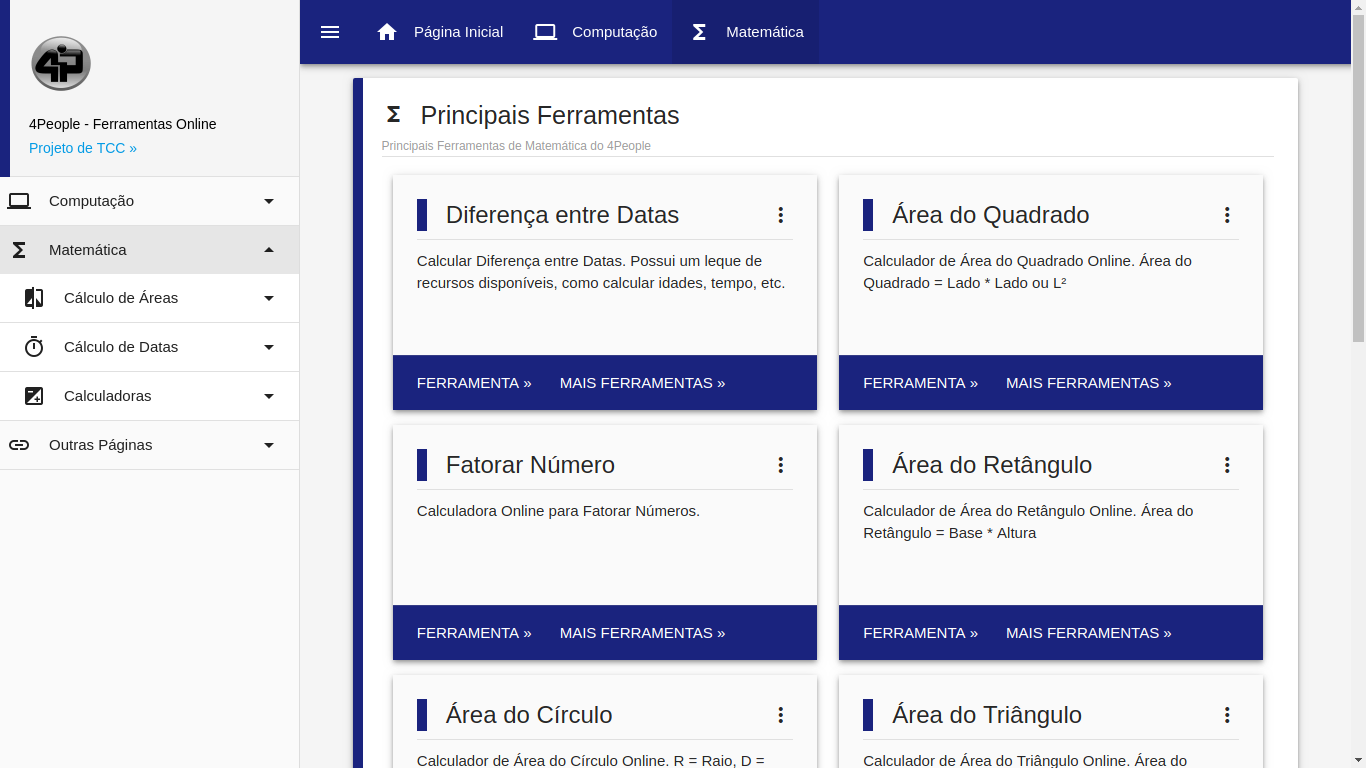 4P
4People - Ferramentas Online
Projeto de TCC »
Computação
Matemática
Cálculo de Áreas
Cálculo de Datas
Calculadoras
Outras Páginas
Página Inicial
Computação
Matemática
Principais Ferramentas
Principais Ferramentas de Matemática do 4People
Diferença entre Datas
Calcular Diferença entre Datas. Possui um leque de
recursos disponíveis, como calcular idades, tempo, etc.
FERRAMENTA »
MAIS FERRAMENTAS »
Área do Quadrado
Calculador de Área do Quadrado Online. Área do
Quadrado = Lado * Lado ou L²
FERRAMENTA »
MAIS FERRAMENTAS »
Fatorar Número
Calculadora Online para Fatorar Números.
FERRAMENTA »
MAIS FERRAMENTAS »
Área do Retângulo
Calculador de Área do Retângulo Online. Área do
Retângulo = Base * Altura
FERRAMENTA »
MAIS FERRAMENTAS »
Área do Círculo
Calculador de Área do Círculo Online. R = Raio, D =
Área do Triângulo
Calculador de Área do Triângulo Online. Área do